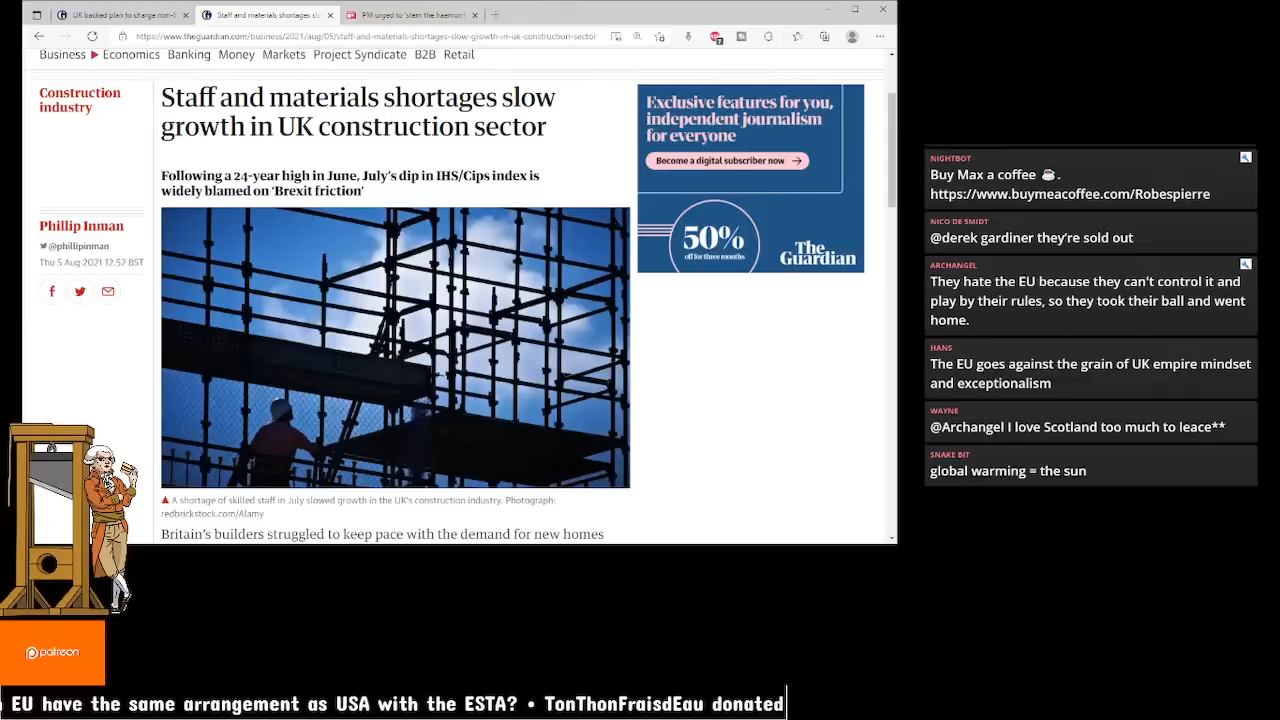 UK backed plan to charge non-
Staff and materials shortages slo
PM urged to 'stem the haemorr
https://www.theguardian.com/business/2021/aug/05/staff-and-materials-shortages-slow-growth-in-uk-construction-sector
7
Business ▶ Economics Banking Money Markets Project Syndicate B2B Retail
Construction
industry
Staff and materials shortages slow
growth in UK construction sector
Following a 24-year high in June, July's dip in IHS/Cips index is
widely blamed on 'Brexit friction'
Phillip Inman
@phillipinman
Thu 5 Aug 2021 12.52 BST
Exclusive features for you,
independent journalism
for everyone
Become a digital subscriber now →
50%
off for three months
The
Guardian
A shortage of skilled staff in July slowed growth in the UK's construction industry. Photograph:
redbrickstock.com/Alamy
Britain's builders struggled to keep pace with the demand for new homes
NIGHTBOT
Buy Max a coffee ☕.
https://www.buymeacoffee.com/Robespierre
NICO DE SMIDT
@derek gardiner they're sold out
ARCHANGEL
They hate the EU because they can't control it and
play by their rules, so they took their ball and went
home.
HANS
The EU goes against the grain of UK empire mindset
and exceptionalism
WAYNE
@Archangel I love Scotland too much to leace**
SNAKE BIT
global warming = the sun
patreon
EU have the same arrangement as USA with the ESTA? • TonThonFraisdEau donated